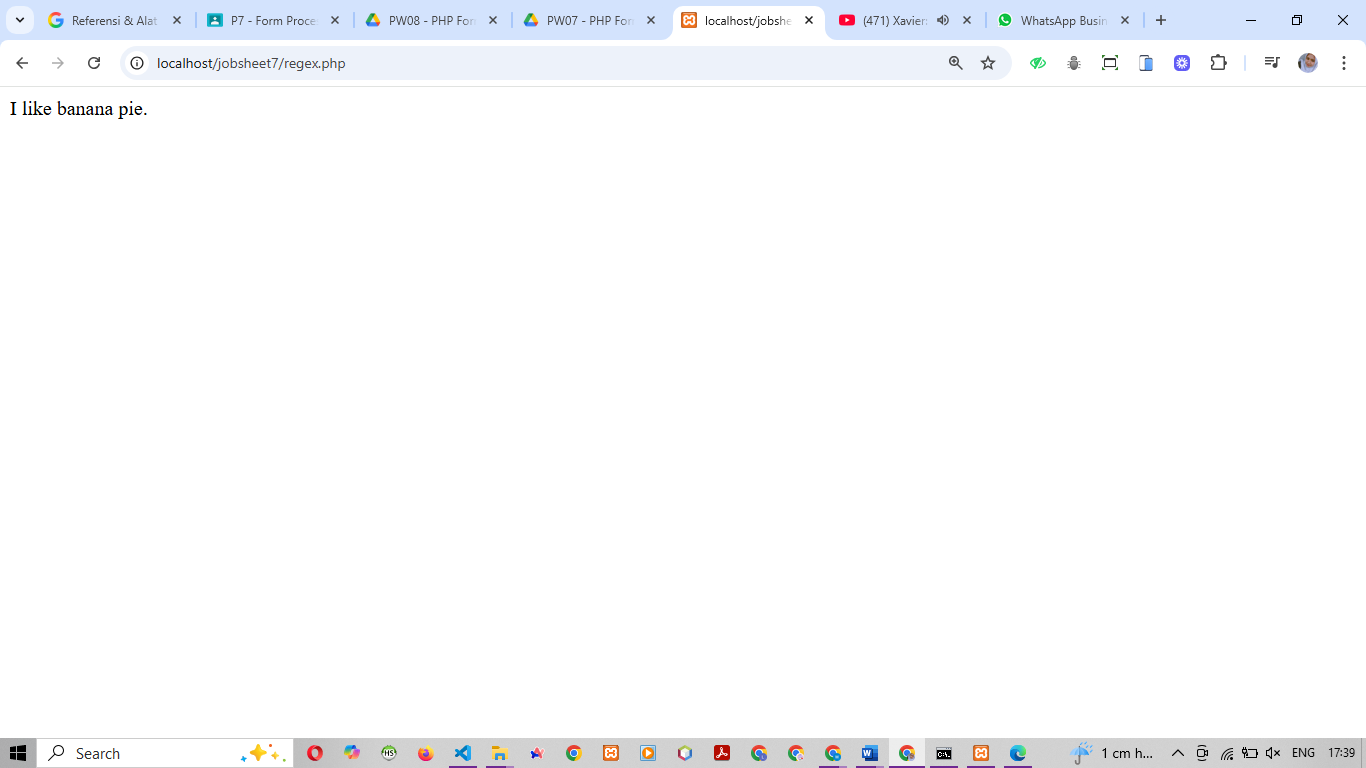 Referensi & Alat
P7 - Form Proce
PW08 - PHP For
PW07 - PHP For
localhost/jobshe
(471) Xavier:
WhatsApp Busin
localhost/jobsheet7/regex.php
I like banana pie.
Search
1 cm h...
ENG
17:39